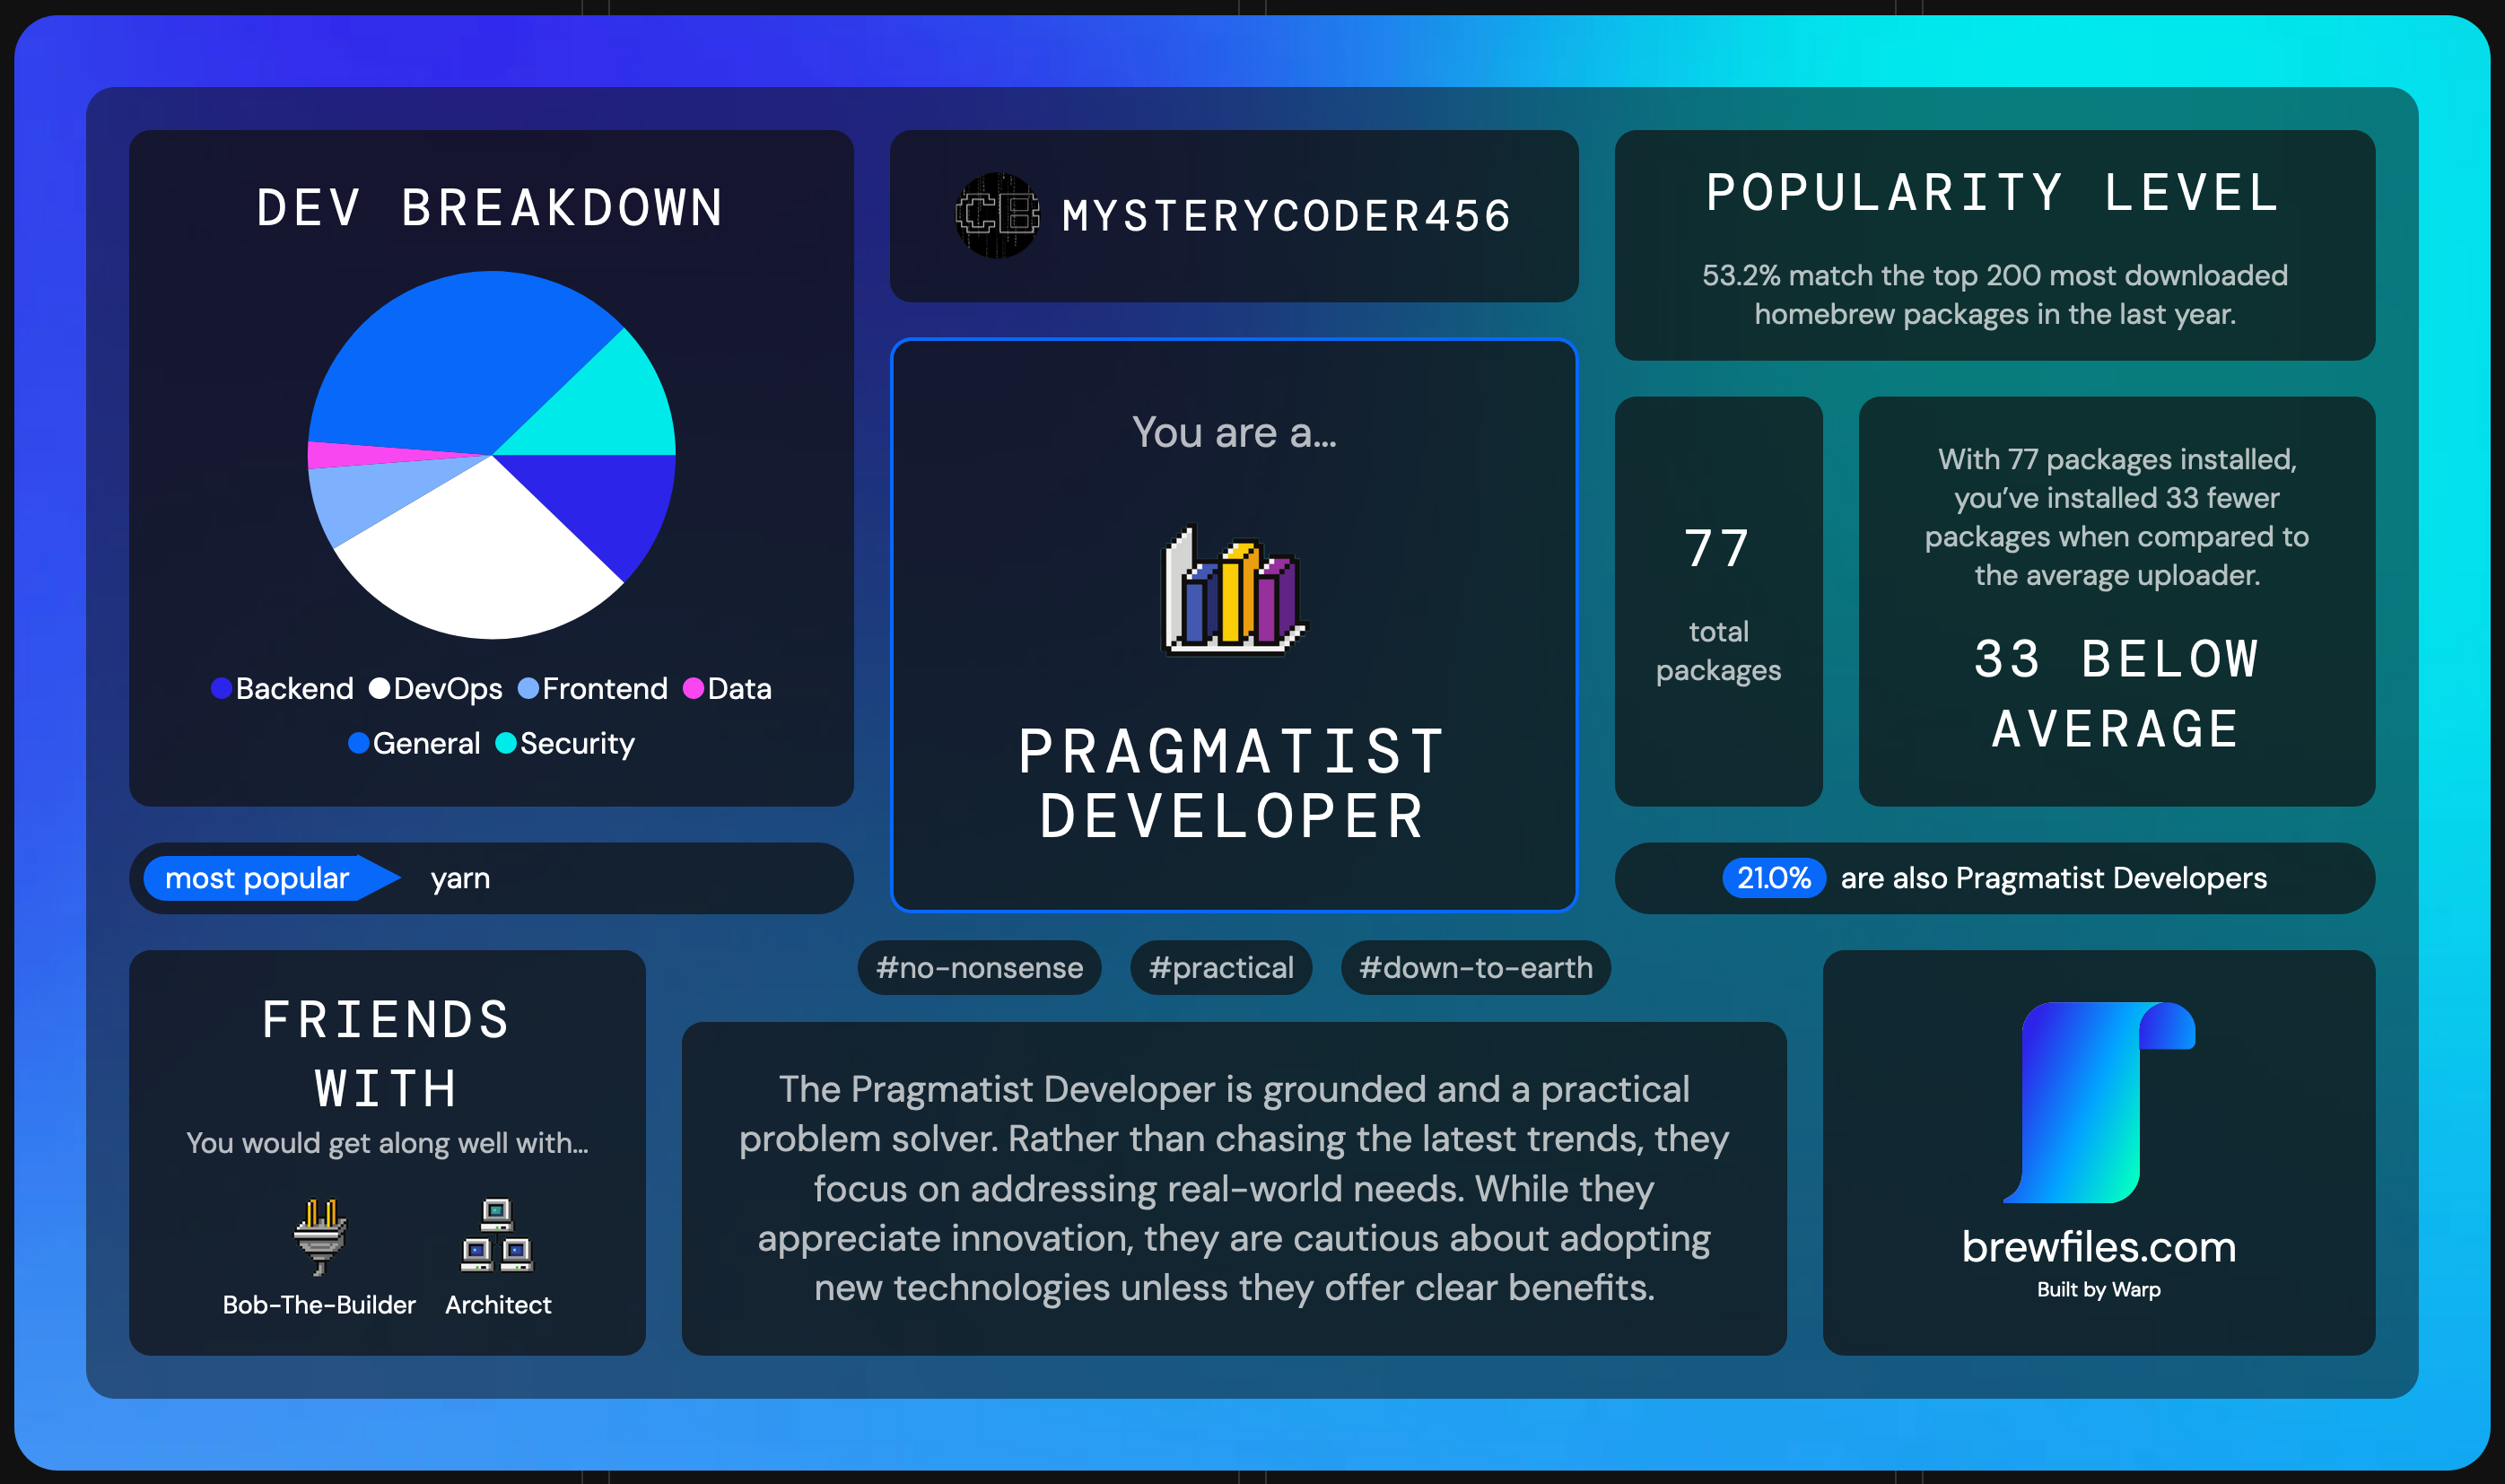 DEV BREAKDOWN
Backend DevOps Frontend Data
General Security
most popular yarn
FRIENDS
WITH
You would get along well with...
Bob-The-Builder Architect
CB
MYSTERYCODER456
You are a...
PRAGMATIST
DEVELOPER
#no-nonsense #practical #down-to-earth
The Pragmatist Developer is grounded and a practical
problem solver. Rather than chasing the latest trends, they
focus on addressing real-world needs. While they
appreciate innovation, they are cautious about adopting
new technologies unless they offer clear benefits.
POPULARITY LEVEL
53.2% match the top 200 most downloaded
homebrew packages in the last year.
77
total
packages
With 77 packages installed,
you’ve installed 33 fewer
packages when compared to
the average uploader.
33 BELOW
AVERAGE
21.0% are also Pragmatist Developers
brewfiles.com
Built by Warp